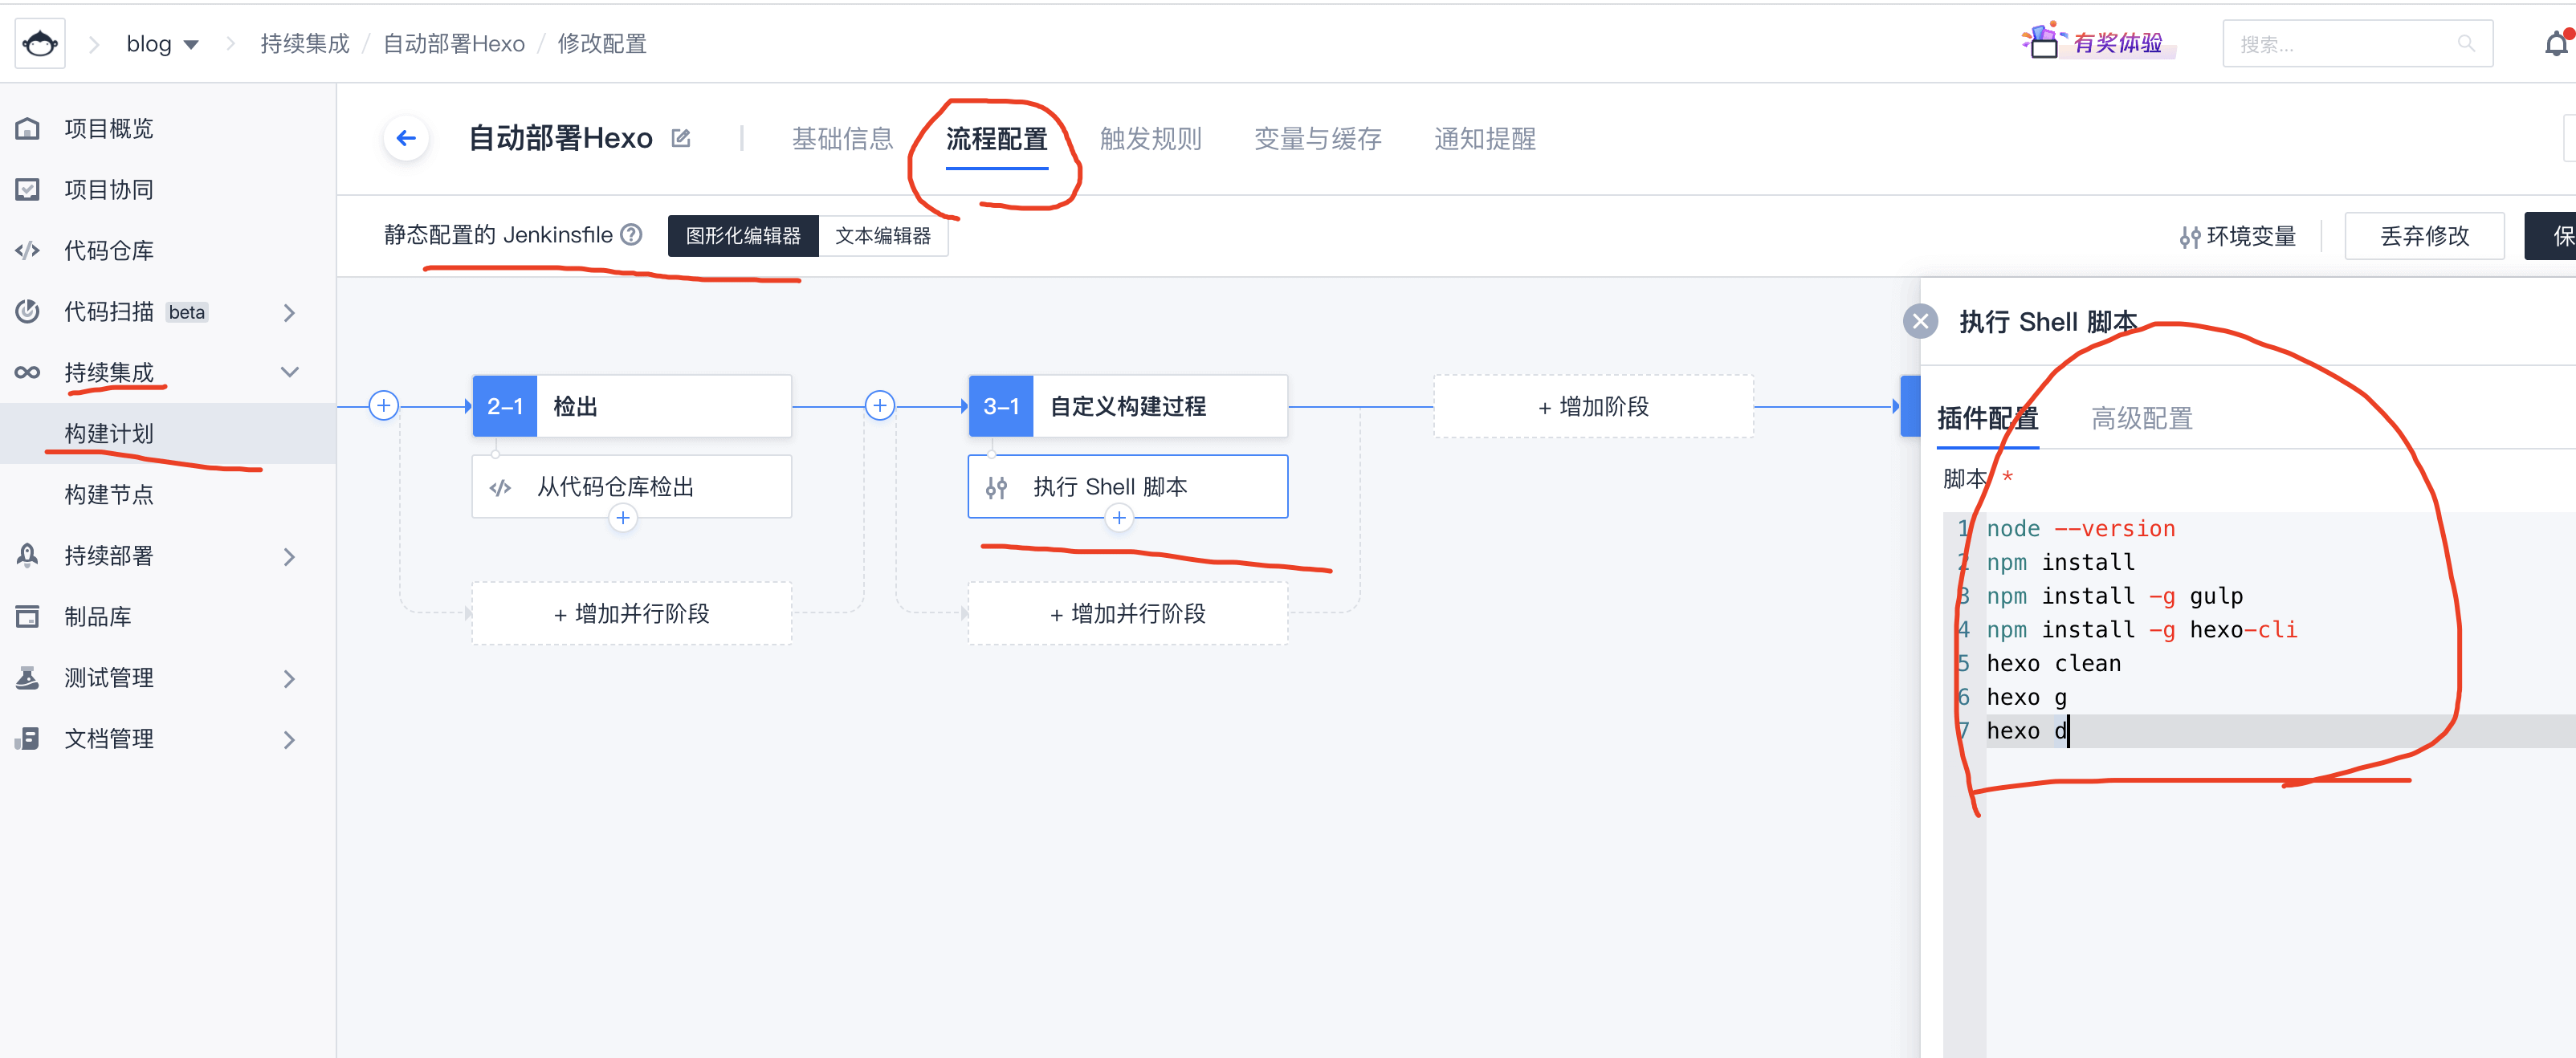 blog
持续集成 / 自动部署Hexo / 修改配置
有奖体验
搜索...
项目概览
项目协同
代码仓库
代码扫描 beta
持续集成
构建计划
构建节点
持续部署
制品库
测试管理
文档管理
自动部署Hexo
基础信息
流程配置
触发规则
变量与缓存
通知提醒
静态配置的 Jenkinsfile
图形化编辑器
文本编辑器
环境变量
丢弃修改
保
2-1 检出
从代码仓库检出
+ 增加并行阶段
3-1 自定义构建过程
执行 Shell 脚本
+ 增加并行阶段
+ 增加阶段
执行 Shell 脚本
插件配置
高级配置
脚本 *
1 node --version
2 npm install
3 npm install -g gulp
4 npm install -g hexo-cli
5 hexo clean
6 hexo g
7 hexo d